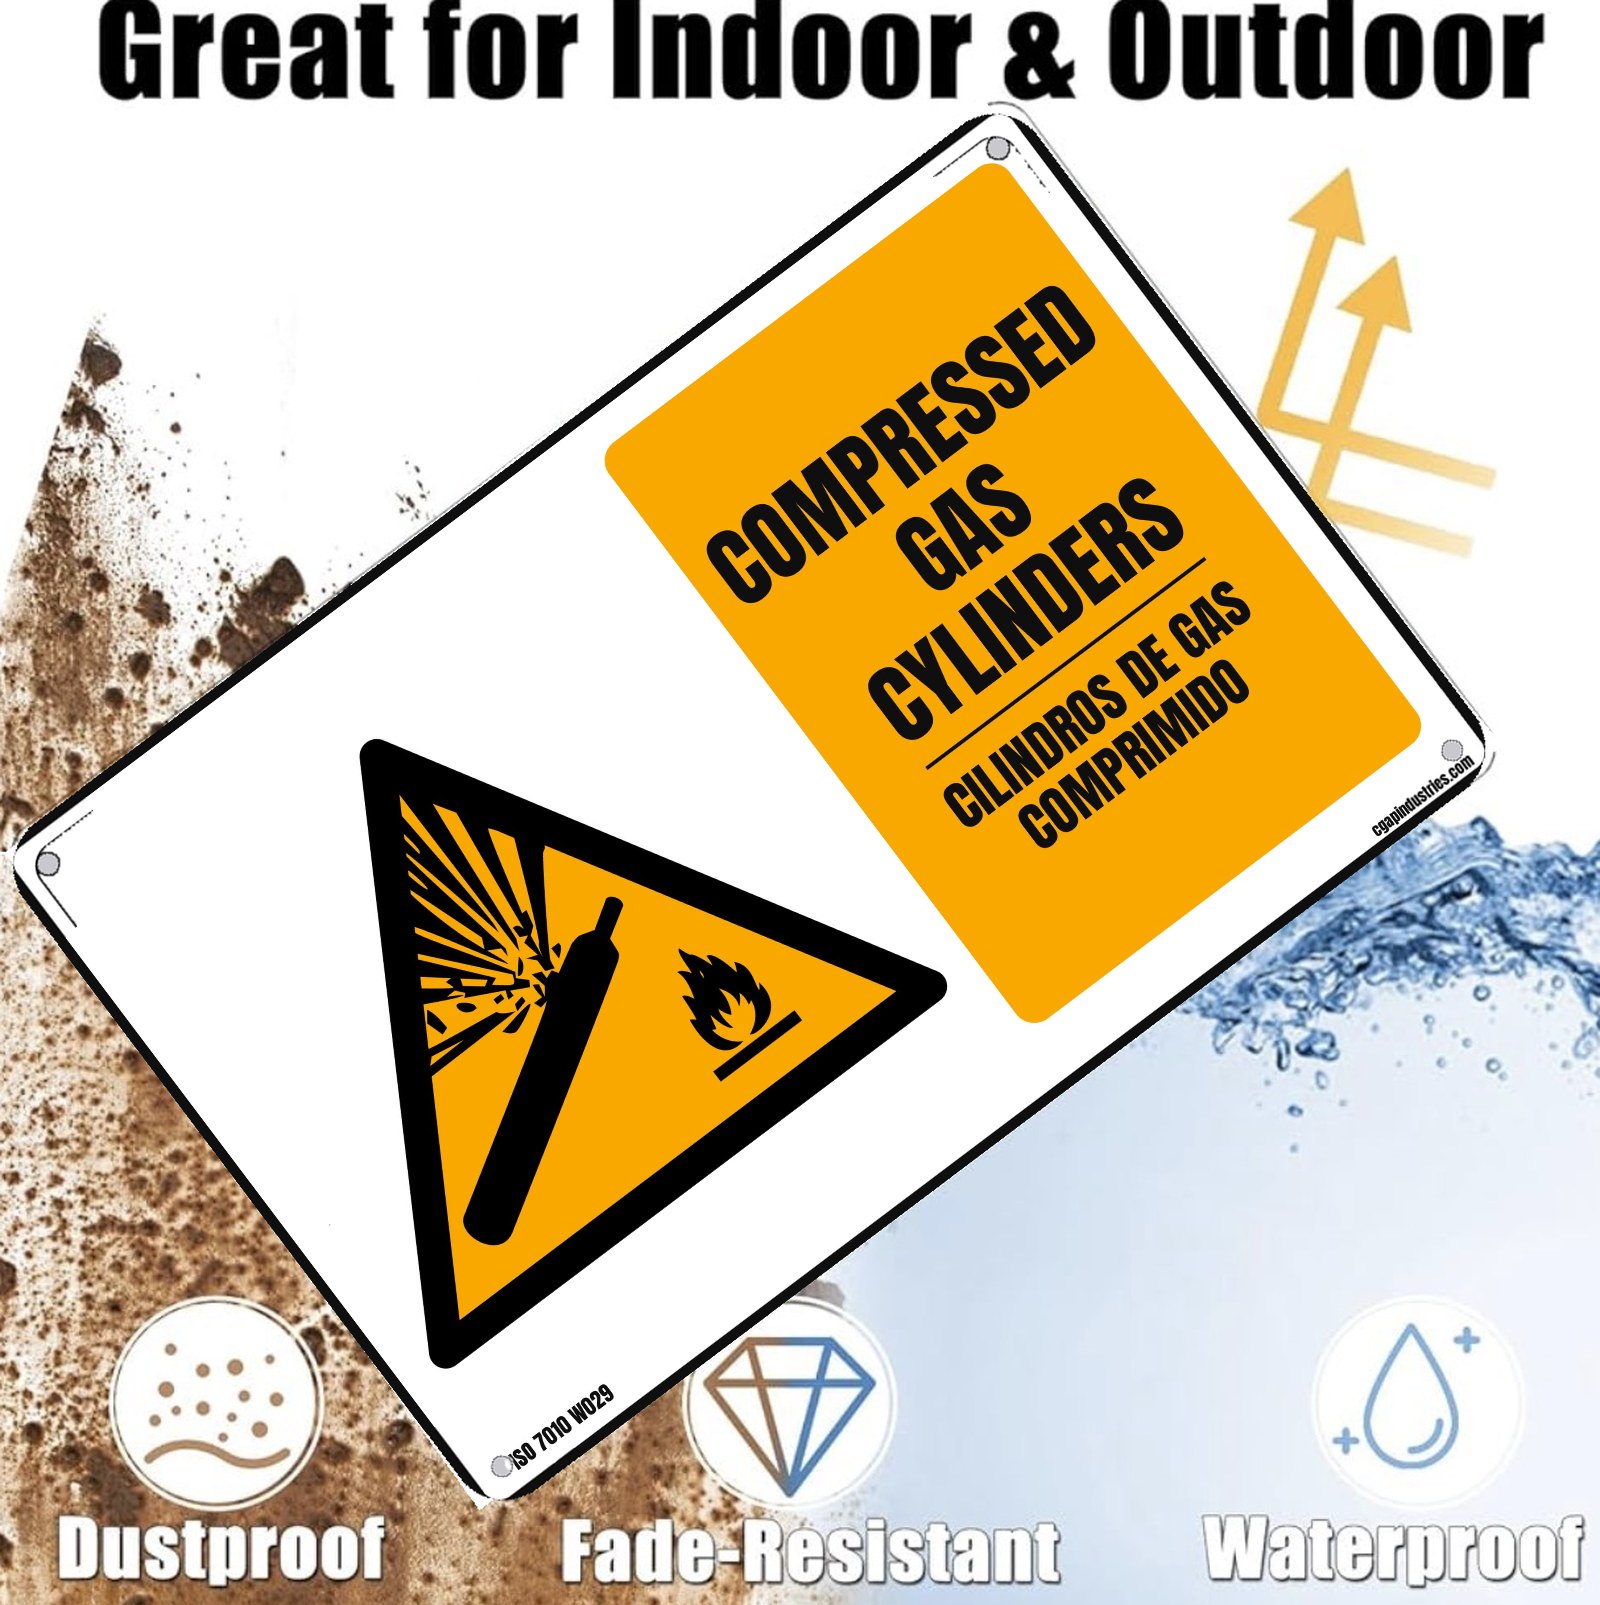 Great for Indoor & Outdoor
COMPRESSED
GAS
CYLINDERS
CILINDROS DE GAS
COMPRIMIDO
cgapindustries.com
ISO 7010 W029
Dustproof
Fade-Resistant
Waterproof